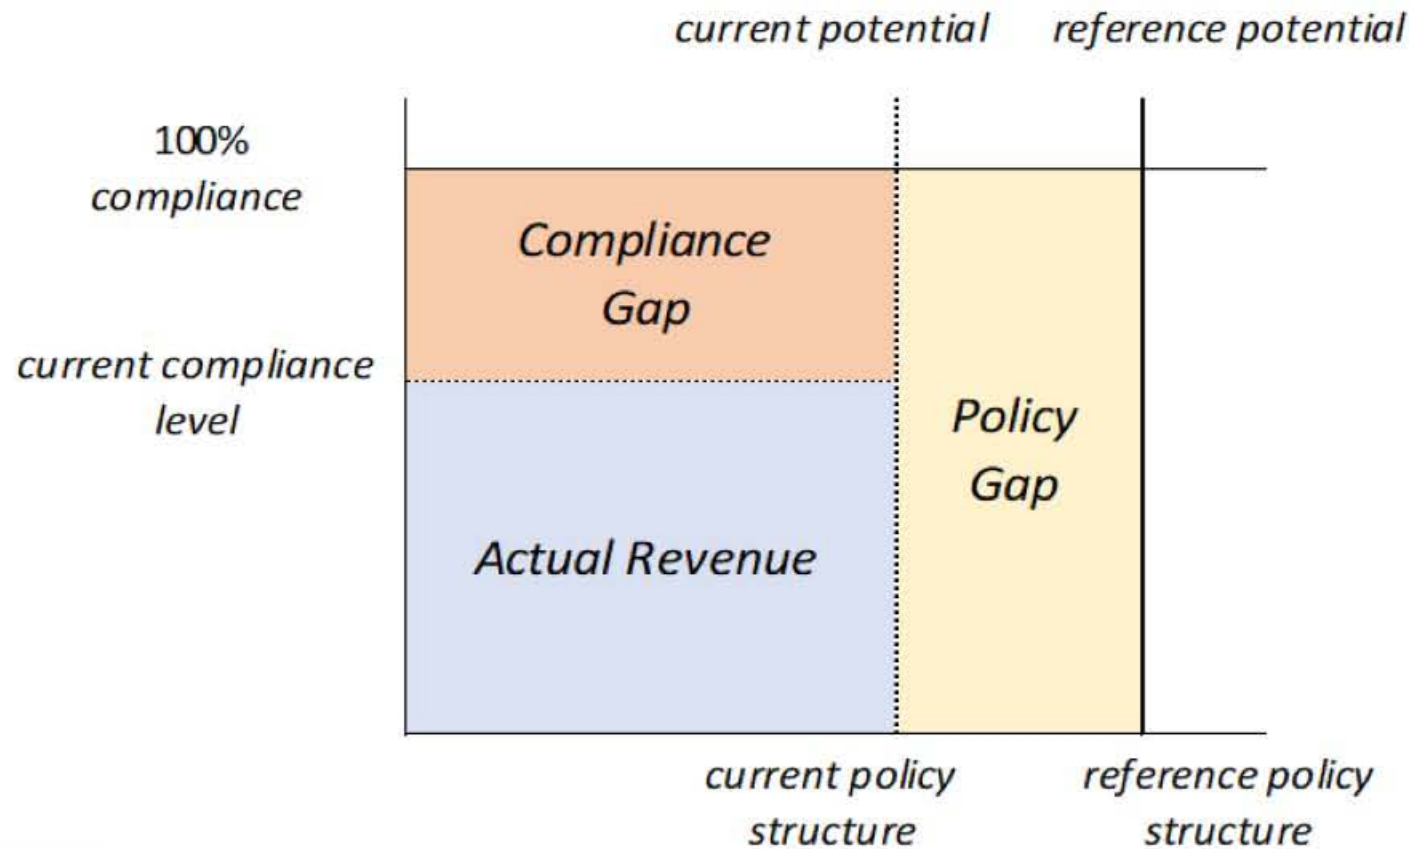 current potential
reference potential
100%
compliance
Compliance
Gap
current compliance
level
Policy
Gap
Actual Revenue
current policy
structure
reference policy
structure